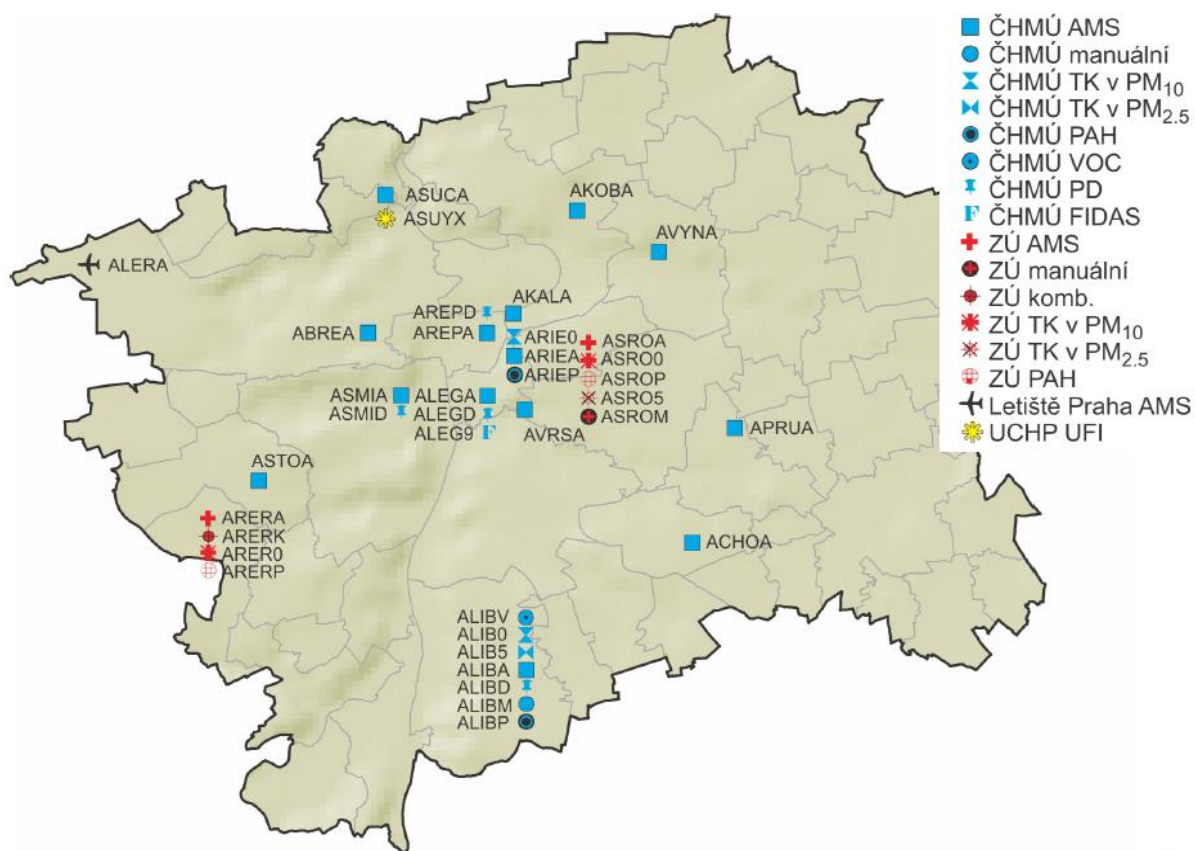 ČHMÚ AMS
ČHMÚ manuální
ČHMÚ TK v PM10
ČHMÚ TK v PM2.5
ČHMÚ PAH
ČHMÚ VOC
ČHMÚ PD
F ČHMÚ FIDAS
ZÚ AMS
ZÚ manuální
ZÚ komb.
ZÚ TK v PM10
ZÚ TK v PM2.5
ZÚ PAH
Letiště Praha AMS
UCHP UFI
ASUCA
ASUYX
AKOBA
AVYNA
ALERA
AKALA
AREPD
AREPA
ABREA
ARIE0
ARIEA
ARIEP
ASROA
ASRO0
ASROP
ASRO5
ASROM
ASMIA
ASMID
ALEGA
ALEGD
ALEG9 F
AVRSA
APRUA
ASTOA
ARERA
ARERK
ARER0
ARERP
ACHOA
ALIBV
ALIB0
ALIB5
ALIBA
ALIBD
ALIBM
ALIBP